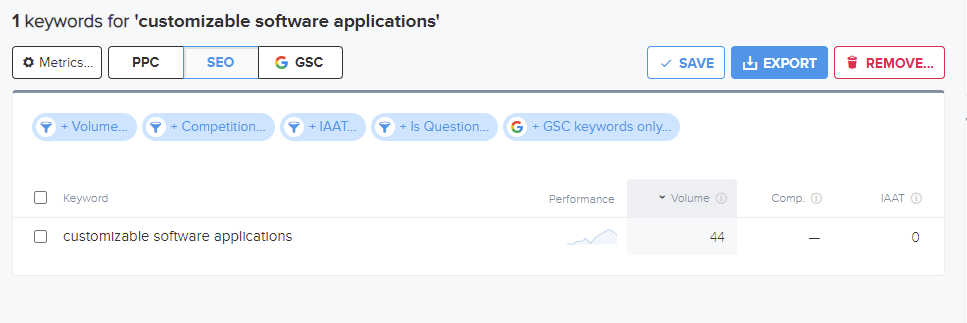 1 keywords for 'customizable software applications'
Metrics... PPC SEO GSC SAVE EXPORT REMOVE...
+ Volume... + Competition... + IAAT... + Is Question... + GSC keywords only...
Keyword Performance Volume Comp. IAAT
customizable software applications 44 — 0